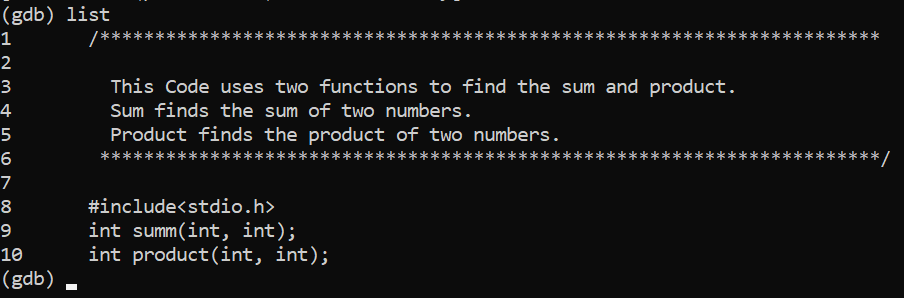 (gdb) list
1 /***********************************************************************
2
3 This Code uses two functions to find the sum and product.
4 Sum finds the sum of two numbers.
5 Product finds the product of two numbers.
6 ***********************************************************************/
7
8 #include<stdio.h>
9 int summ(int, int);
10 int product(int, int);
(gdb)